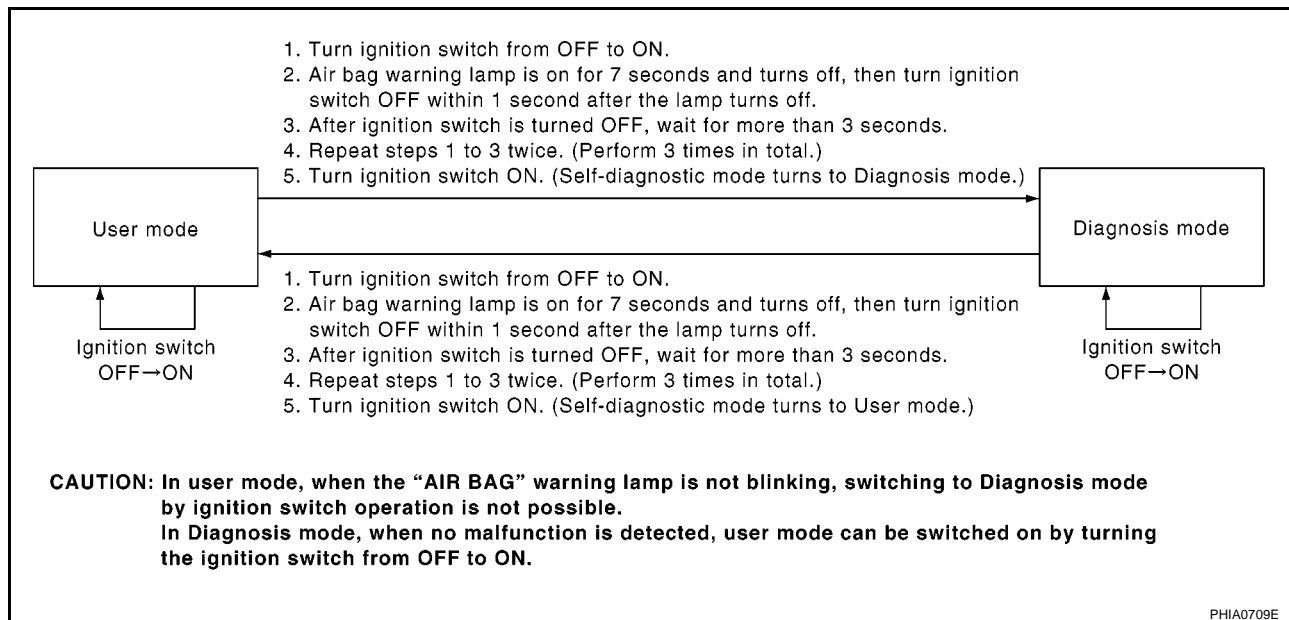 1. Turn ignition switch from OFF to ON.
2. Air bag warning lamp is on for 7 seconds and turns off, then turn ignition
switch OFF within 1 second after the lamp turns off.
3. After ignition switch is turned OFF, wait for more than 3 seconds.
4. Repeat steps 1 to 3 twice. (Perform 3 times in total.)
5. Turn ignition switch ON. (Self-diagnostic mode turns to Diagnosis mode.)
User mode
Diagnosis mode
1. Turn ignition switch from OFF to ON.
2. Air bag warning lamp is on for 7 seconds and turns off, then turn ignition
switch OFF within 1 second after the lamp turns off.
3. After ignition switch is turned OFF, wait for more than 3 seconds.
4. Repeat steps 1 to 3 twice. (Perform 3 times in total.)
5. Turn ignition switch ON. (Self-diagnostic mode turns to User mode.)
Ignition switch
OFF→ON
Ignition switch
OFF→ON
CAUTION: In user mode, when the “AIR BAG” warning lamp is not blinking, switching to Diagnosis mode
by ignition switch operation is not possible.
In Diagnosis mode, when no malfunction is detected, user mode can be switched on by turning
the ignition switch from OFF to ON.
PHIA0709E